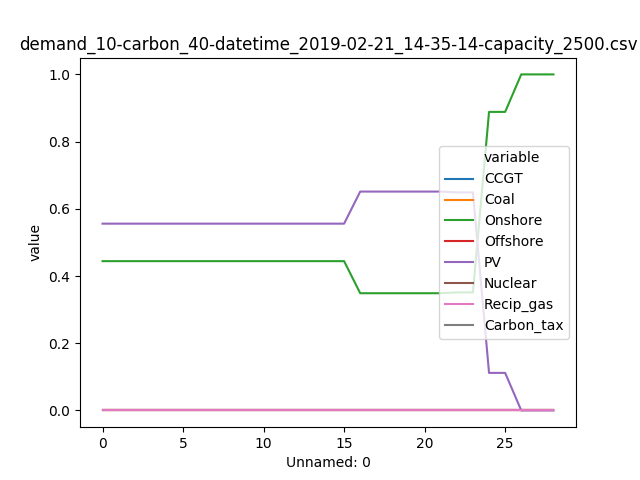 demand_10-carbon_40-datetime_2019-02-21_14-35-14-capacity_2500.csv
1.0
0.8
0.6
0.4
0.2
0.0
value
variable
CCGT
Coal
Onshore
Offshore
PV
Nuclear
Recip_gas
Carbon_tax
0 5 10 15 20 25
Unnamed: 0